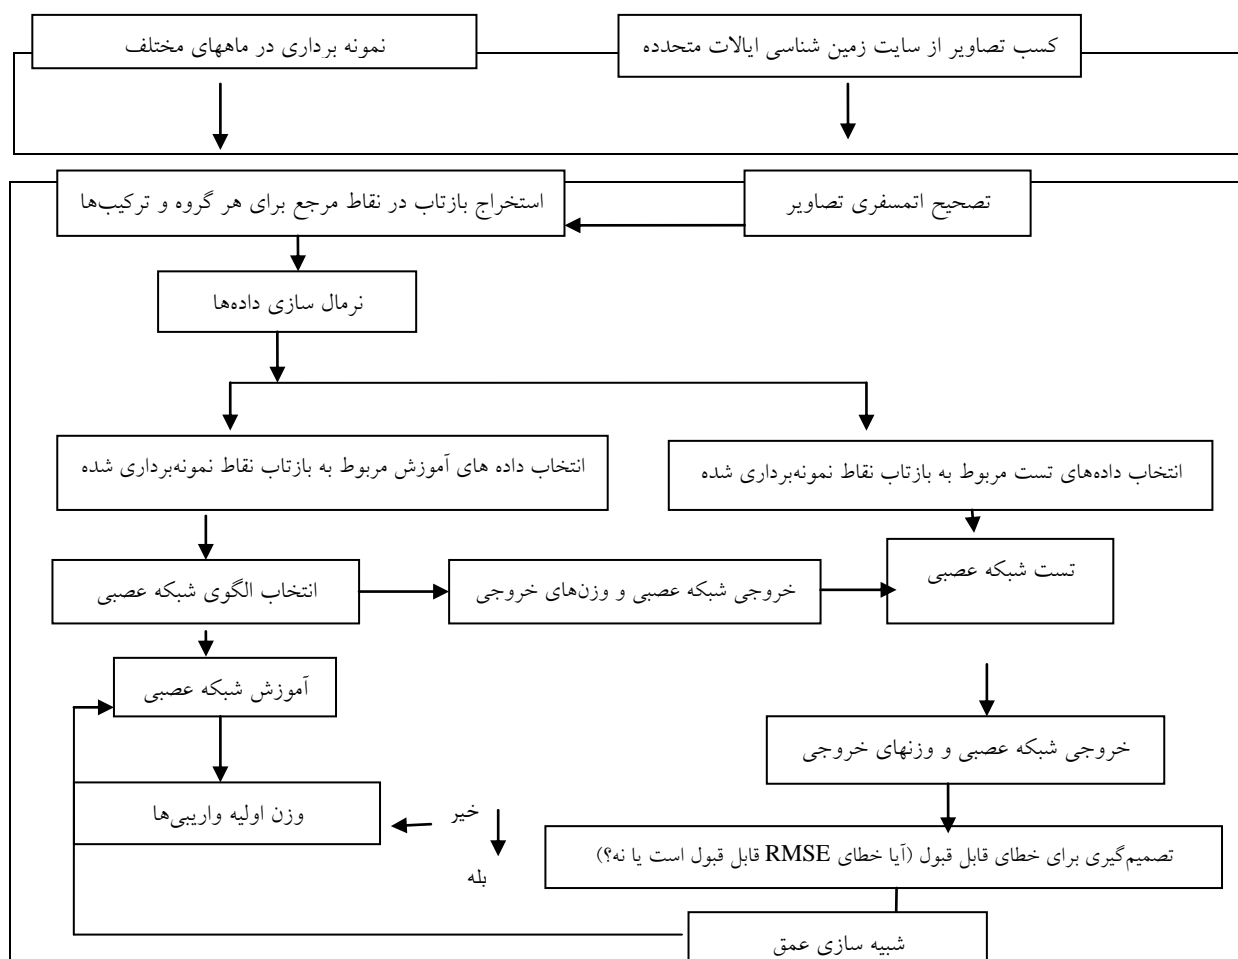 کسب تصاویر از سایت زمین شناسی ایالات متحدده
نمونه برداری در ماههای مختلف
تصحیح اتمسفری تصاویر
استخراج بازتاب در نقاط مرجع برای هر گروه و ترکیب‌ها
نرمال سازی داده‌ها
انتخاب داده‌های تست مربوط به بازتاب نقاط نمونه‌برداری شده
انتخاب داده های آموزش مربوط به بازتاب نقاط نمونه‌برداری شده
تست شبکه عصبی
خروجی شبکه عصبی و وزن‌های خروجی
انتخاب الگوی شبکه عصبی
آموزش شبکه عصبی
خروجی شبکه عصبی و وزنهای خروجی
وزن اولیه واریبی‌ها
خیر
بله
تصمیم‌گیری برای خطای قابل قبول (آیا خطای RMSE قابل قبول است یا نه؟)
شبیه سازی عمق